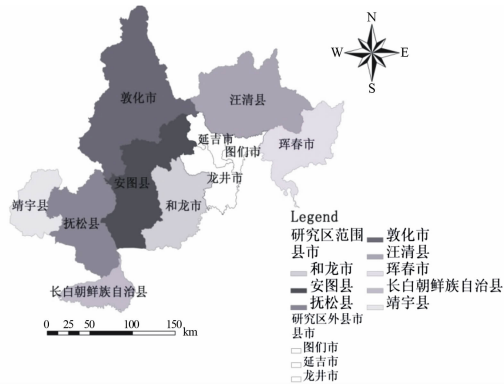 N
W E
S
敦化市
汪清县
延吉市
图们市
珲春市
龙井市
安图县
靖宇县
抚松县
和龙市
长白朝鲜族自治县
0 25 50 100 150
km
Legend
研究区范围
县市
和龙市
安图县
抚松县
敦化市
汪清县
珲春市
长白朝鲜族自治县
靖宇县
研究区外县市
县市
图们市
延吉市
龙井市